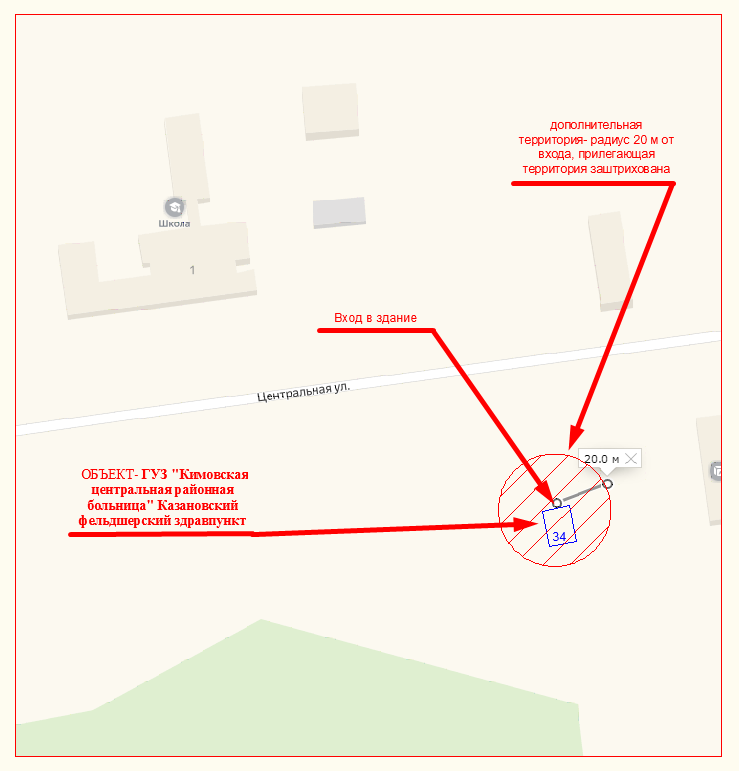 дополнительная
территория- радиус 20 м от
входа, прилегающая
территория заштрихована
Школа
1
Вход в здание
Центральная ул.
20.0 м
ОБЪЕКТ- ГУЗ "Кимовская
центральная районная
больница" Казановский
фельдшерский здравпункт
34